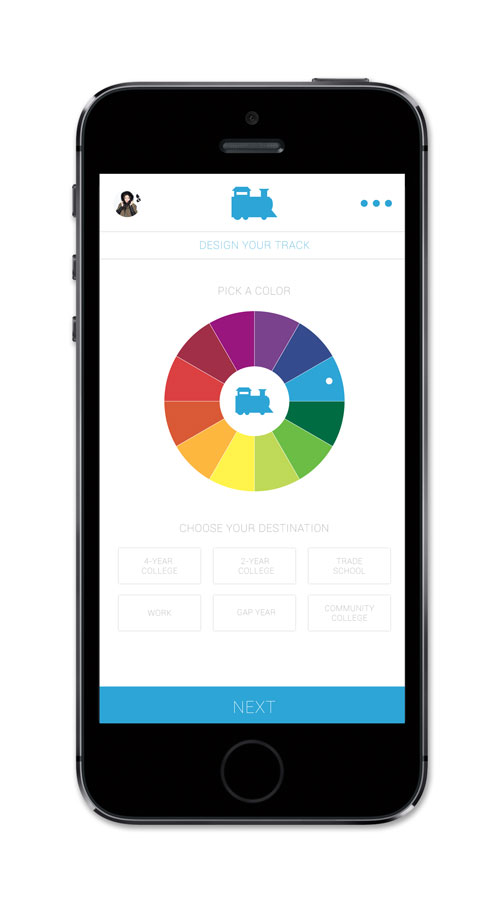 DESIGN YOUR TRACK
PICK A COLOR
CHOOSE YOUR DESTINATION
4-YEAR
COLLEGE
2-YEAR
COLLEGE
TRADE
SCHOOL
WORK
GAP YEAR
COMMUNITY
COLLEGE
NEXT